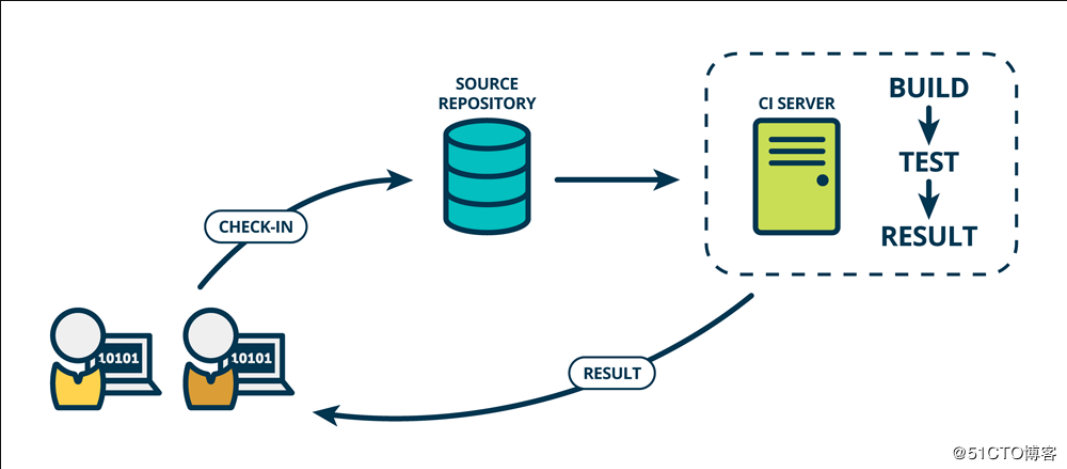 SOURCE
REPOSITORY
CI SERVER
BUILD
TEST
RESULT
CHECK-IN
10101
10101
RESULT
@51CTO博客